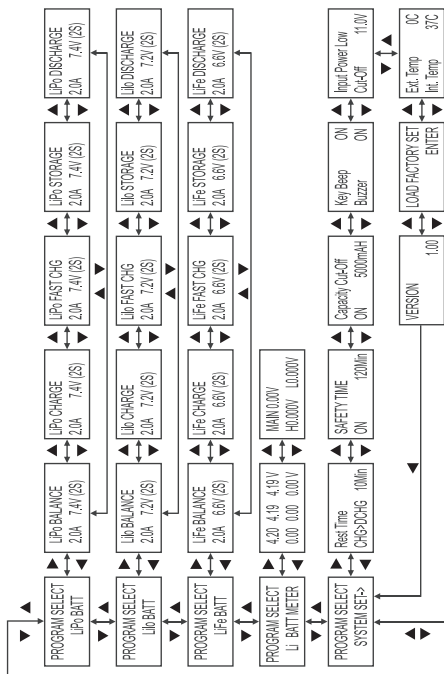 PROGRAM SELECT
LiPo BATT
LiPo BALANCE
2.0A 7.4V (2S)
LiPo CHARGE
2.0A 7.4V (2S)
LiPo FAST CHG
2.0A 7.4V (2S)
LiPo STORAGE
2.0A 7.4V (2S)
LiPo DISCHARGE
2.0A 7.4V (2S)
PROGRAM SELECT
LiIo BATT
LiIo BALANCE
2.0A 7.2V (2S)
LiIo CHARGE
2.0A 7.2V (2S)
LiIo FAST CHG
2.0A 7.2V (2S)
LiIo STORAGE
2.0A 7.2V (2S)
LiIo DISCHARGE
2.0A 7.2V (2S)
PROGRAM SELECT
LiFe BATT
LiFe BALANCE
2.0A 6.6V (2S)
LiFe CHARGE
2.0A 6.6V (2S)
LiFe FAST CHG
2.0A 6.6V (2S)
LiFe STORAGE
2.0A 6.6V (2S)
LiFe DISCHARGE
2.0A 6.6V (2S)
PROGRAM SELECT
Li BATT METER
4.20 4.19 4.19 V
0.00 0.00 0.00 V
MAIN 0.00V
H0.000V L0.000V
PROGRAM SELECT
SYSTEM SET->
Rest Time
CHG>DCHG 10Min
SAFETY TIME
ON 120Min
Capacity Cut-Off
ON 5000mAH
Key Beep ON
Buzzer ON
Input Power Low
Cut-Off 11.0V
VERSION
1.00
LOAD FACTORY SET
ENTER
Ext. Temp 0C
Int. Temp 37C